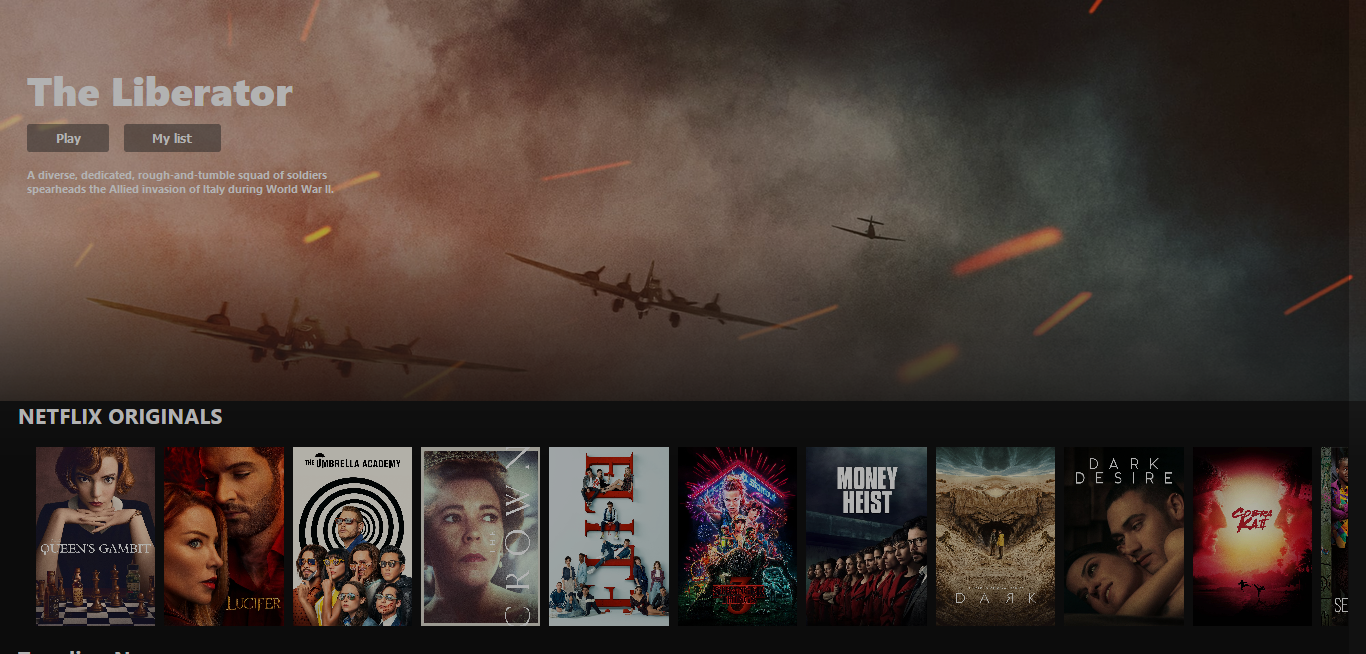 The Liberator
Play
My list
A diverse, dedicated, rough-and-tumble squad of soldiers
spearheads the Allied invasion of Italy during World War II.
NETFLIX ORIGINALS
QUEEN'S GAMBIT
LUCIFER
THE UMBRELLA ACADEMY
THE
CROWN
ELITE
STRANGER THINGS
3
MONEY
HEIST
DARK
DARK
DESIRE
COBRA
KAI
SE